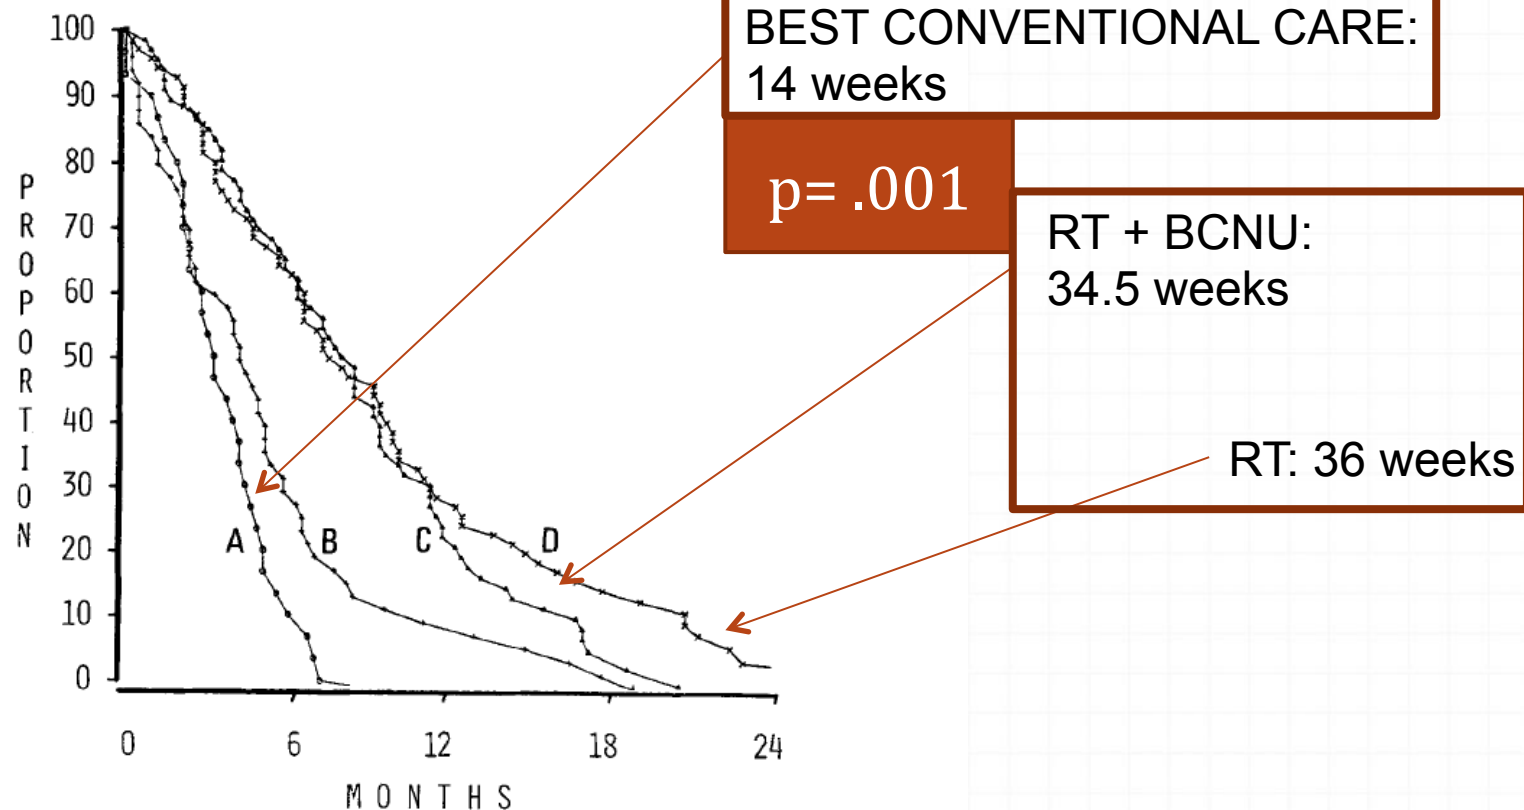 BEST CONVENTIONAL CARE:
14 weeks
p= .001
RT + BCNU:
34.5 weeks
RT: 36 weeks
PROPORTION
100
90
80
70
60
50
40
30
20
10
0
A
B
C
D
0 6 12 18 24
MONTHS